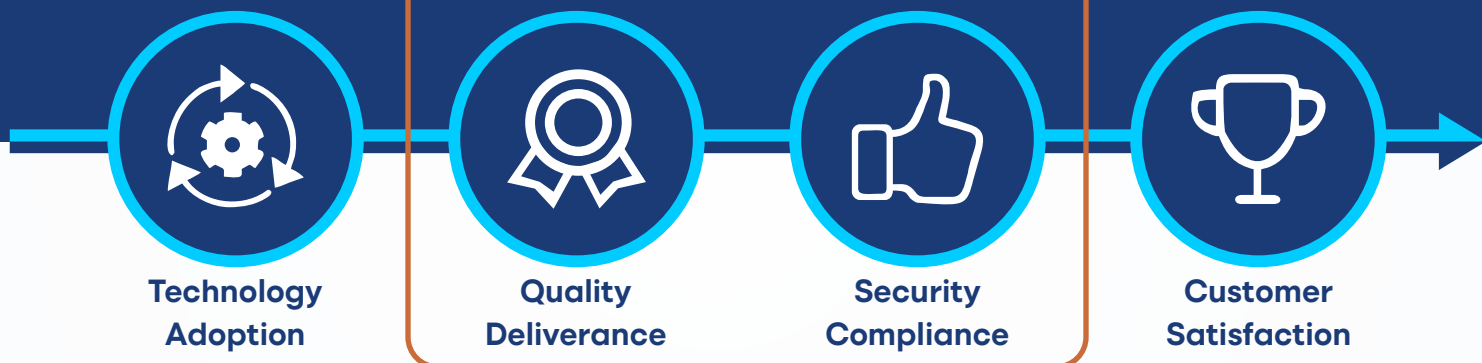 Technology
Adoption
Quality
Deliverance
Security
Compliance
Customer
Satisfaction